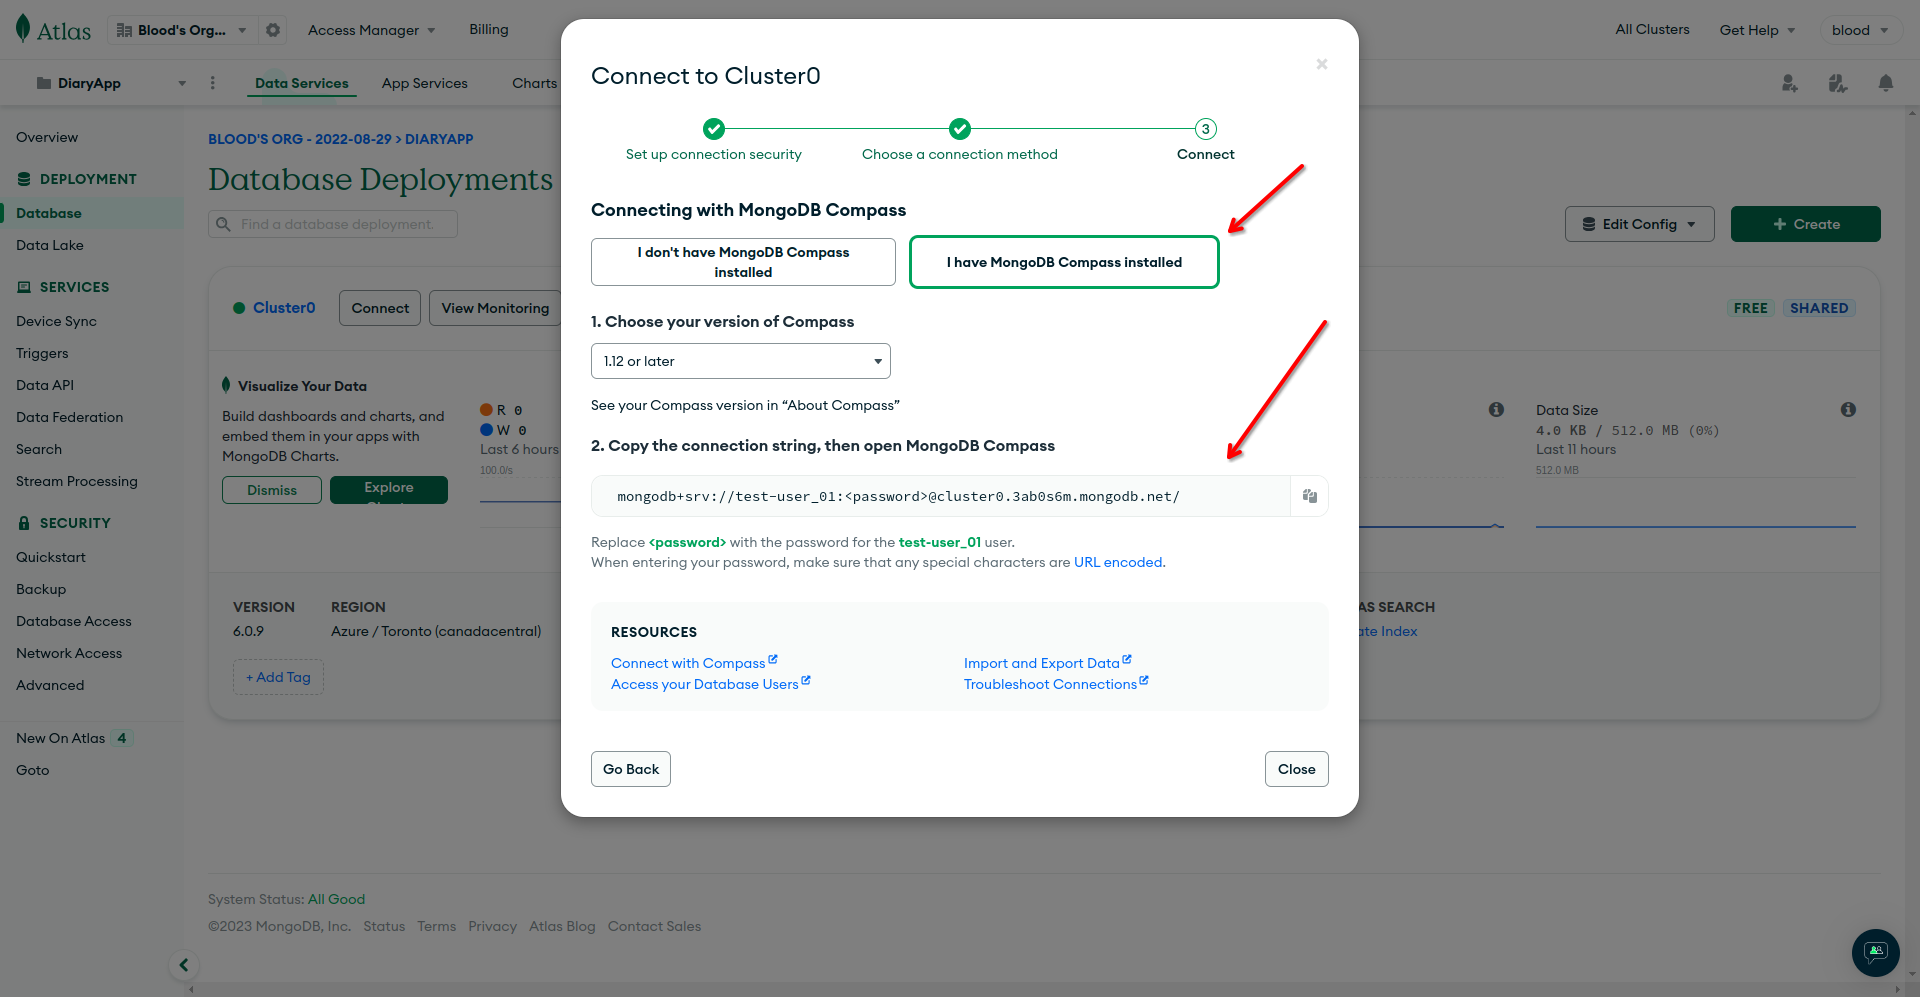 Atlas
Blood's Org...
Access Manager
Billing
All Clusters
Get Help
blood
DiaryApp
Data Services
App Services
Charts
Overview
DEPLOYMENT
Database
Data Lake
SERVICES
Device Sync
Triggers
Data API
Data Federation
Search
Stream Processing
SECURITY
Quickstart
Backup
Database Access
Network Access
Advanced
New On Atlas 4
Goto
BLOOD'S ORG - 2022-08-29 > DIARYAPP
Database Deployments
Find a database deployment.
Edit Config
+ Create
Cluster0
Connect
View Monitoring
FREE
SHARED
Visualize Your Data
Build dashboards and charts, and
embed them in your apps with
MongoDB Charts.
Dismiss
Explore
R 0
W 0
Last 6 hours
100.0/s
Data Size
4.0 KB / 512.0 MB (0%)
Last 11 hours
512.0 MB
VERSION
6.0.9
REGION
Azure / Toronto (canadacentral)
AS SEARCH
ate Index
+ Add Tag
System Status: All Good
©2023 MongoDB, Inc. Status Terms Privacy Atlas Blog Contact Sales
Connect to Cluster0
Set up connection security
Choose a connection method
3
Connect
Connecting with MongoDB Compass
I don't have MongoDB Compass
installed
I have MongoDB Compass installed
1. Choose your version of Compass
1.12 or later
See your Compass version in “About Compass”
2. Copy the connection string, then open MongoDB Compass
mongodb+srv://test-user_01:<password>@cluster0.3ab0s6m.mongodb.net/
Replace <password> with the password for the test-user_01 user.
When entering your password, make sure that any special characters are URL encoded.
RESOURCES
Connect with Compass
Import and Export Data
Access your Database Users
Troubleshoot Connections
Go Back
Close